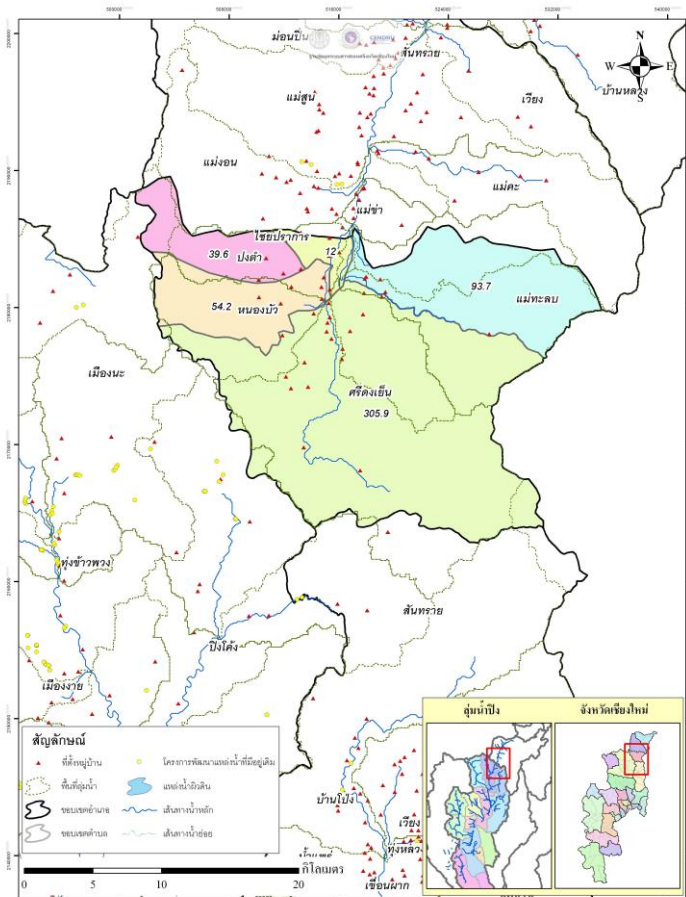 500000
510000
520000
530000
540000
2200000
ม่อนปิ่น
สันทราย
N
W
E
S
บ้านหลวง
แม่สูน
เวียง
แม่งอน
แม่คะ
แม่ข่า
ไชยปราการ
12
39.6
ปงตำ
93.7
แม่ทะลบ
54.2
หนองบัว
เมืองนะ
ศรีดงเย็น
305.9
2170000
ทุ่งข้าวพวง
สันทราย
ปิงโค้ง
เมืองงาย
ลุ่มน้ำปิง
จังหวัดเชียงใหม่
สัญลักษณ์
ที่ตั้งหมู่บ้าน
โครงการพัฒนาแหล่งน้ำที่มีอยู่เดิม
พื้นที่ลุ่มน้ำ
แหล่งน้ำผิวดิน
ขอบเขตอำเภอ
เส้นทางน้ำหลัก
ขอบเขตตำบล
เส้นทางน้ำย่อย
บ้านโป่ง
เวียง
ทุ่งหลวง
เขื่อนผาก
กิโลเมตร
0
5
10
20